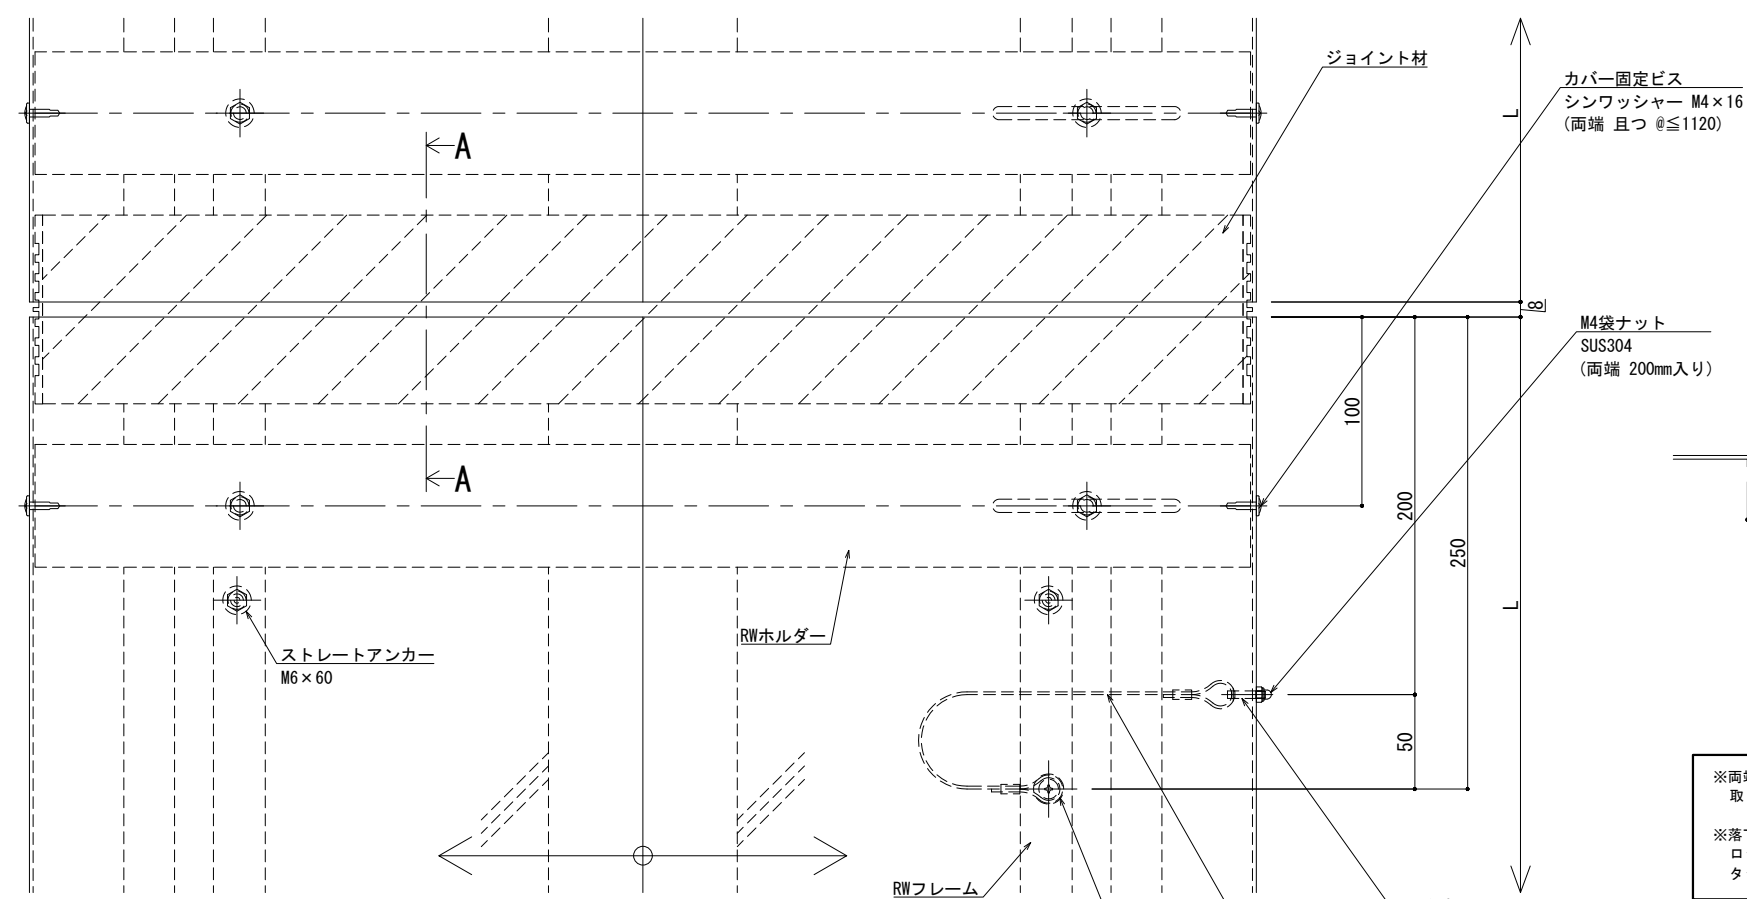 ジョイント材
カバー固定ビス
シンワッシャー M4×16
(両端 且つ @≦1120)
L
A
8
M4袋ナット
SUS304
(両端 200mm入り)
100
A
200
250
L
RWホルダー
ストレートアンカー
M6×60
50
※両端
取
※落下
ロ
タ
RWフレーム